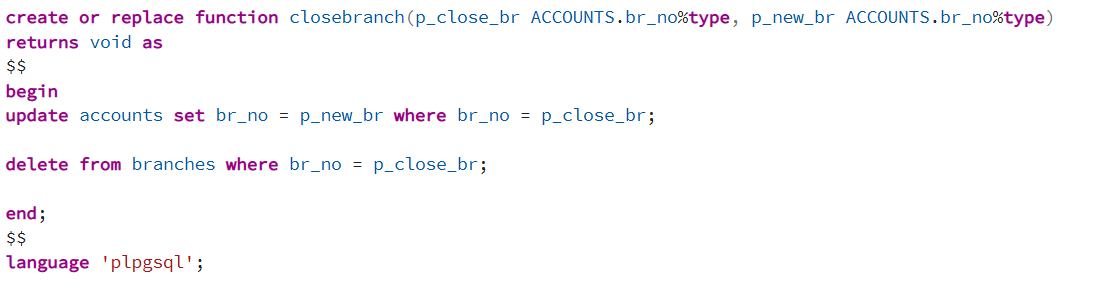 create or replace function closebranch(p_close_br ACCOUNTS.br_no%type, p_new_br ACCOUNTS.br_no%type)
returns void as
$$
begin
update accounts set br_no = p_new_br where br_no = p_close_br;
delete from branches where br_no = p_close_br;
end;
$$
language 'plpgsql';